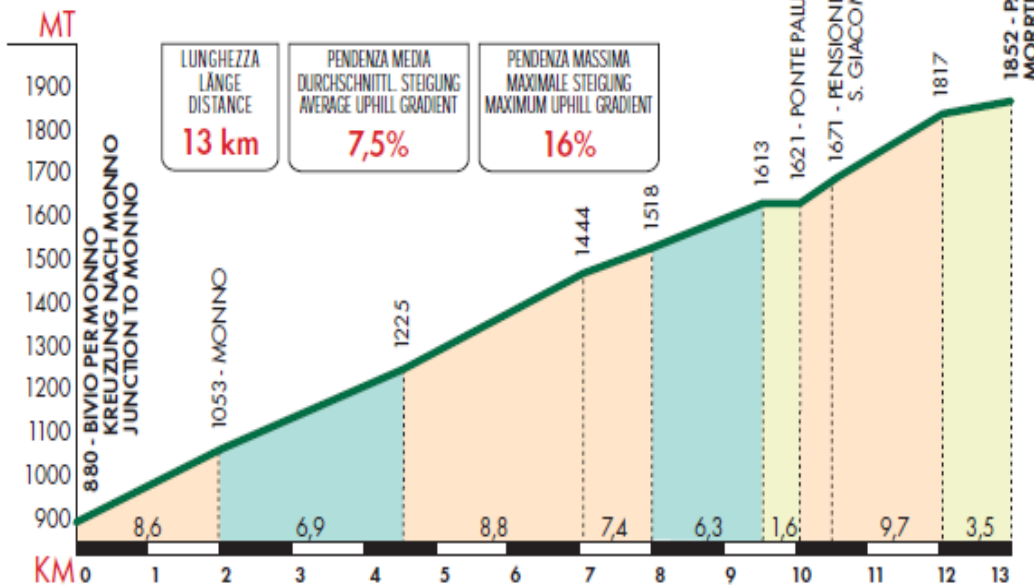 MT
1900
1800
1700
1600
1500
1400
1300
1200
1100
1000
900
LUNGHEZZA
LÄNGE
DISTANCE
13 km
PENDENZA MEDIA
DURCHSCHNITTL. STEIGUNG
AVERAGE UPHILL GRADIENT
7,5%
PENDENZA MASSIMA
MAXIMALE STEIGUNG
MAXIMUM UPHILL GRADIENT
16%
880 - BIVIO PER MONNO
KREUZUNG NACH MONNO
JUNCTION TO MONNO
1053 - MONNO
1225
1444
1518
1613
1621 - PONTE PALU
1671 - PENSIONE
S. GIACOM
1817
1852 - P
8,6 6,9 8,8 7,4 6,3 1,6 9,7 3,5
KM 0 1 2 3 4 5 6 7 8 9 10 11 12 13